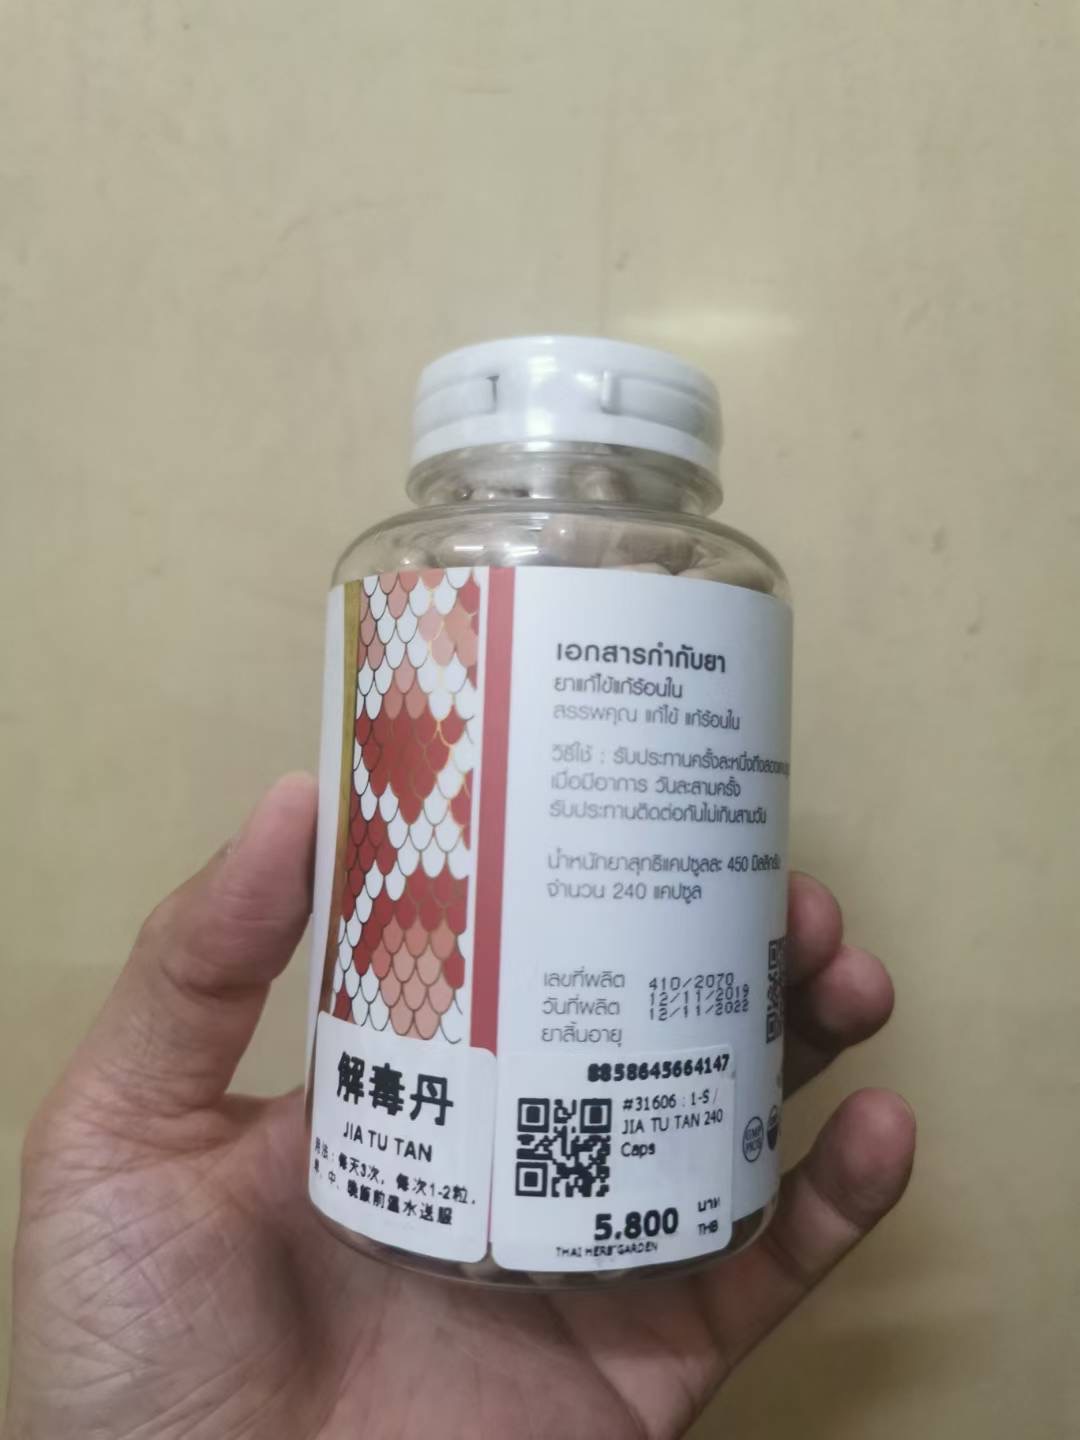 เอกสารกำกับยา
ยาแก้ไข้แก้ร้อนใน
สรรพคุณ แก้ไข้ แก้ร้อนใน
วิธีใช้ : รับประทานครั้งละหนึ่งถึงสองแคปซูล
เมื่อมีอาการ วันละสามครั้ง
รับประทานติดต่อกันไม่เกินสามวัน
น้ำหนักยาสุทธิแคปซูลละ 450 มิลลิกรัม
จำนวน 240 แคปซูล
เลขที่ผลิต 410/2070
วันที่ผลิต 12/11/2019
ยาสิ้นอายุ 12/11/2022
解毒丹
JIA TU TAN
用法：每天3次，每次1-2粒，
早、中、晚飯前溫水送服
8858645664147
#31606 : 1-S /
JIA TU TAN 240
Caps
5.800 บาท
THB
THAI HERB GARDEN
GMP